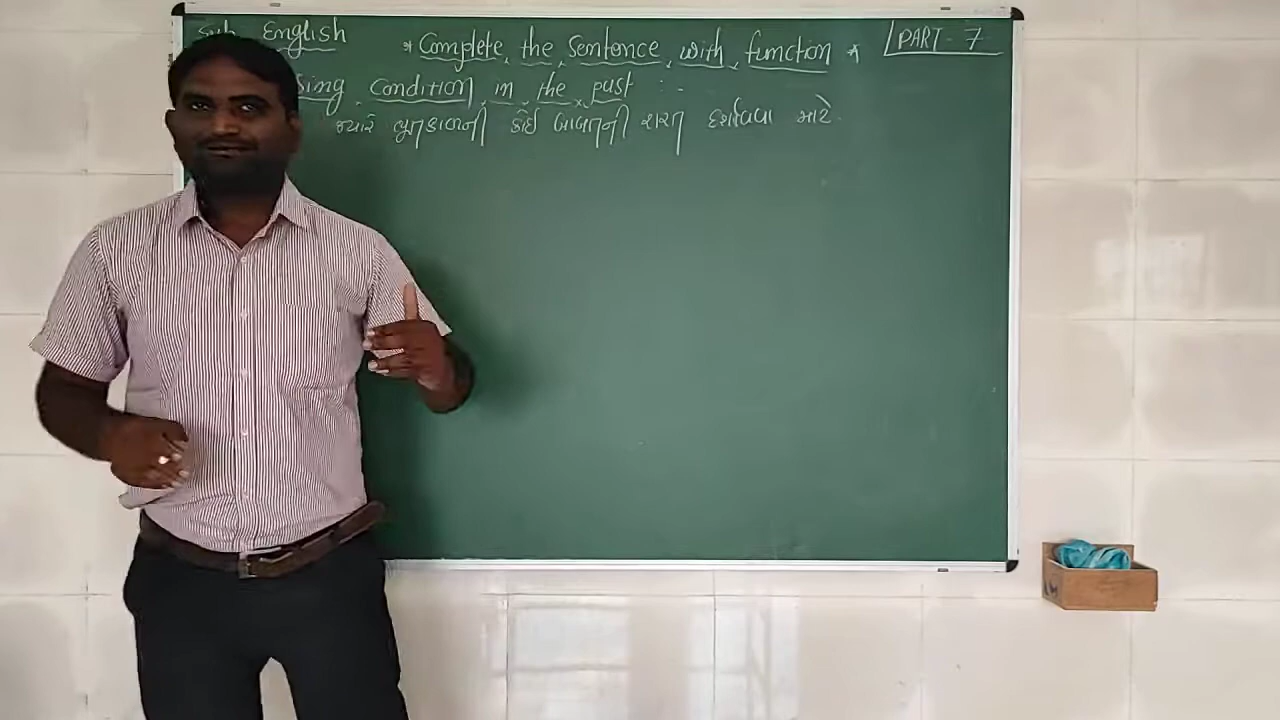 Sub English * Complete the Sentence with function * PART - 7
sing condition in the past :-
જ્યારે ભૂતકાળની કોઈ બાબતની શરત દર્શાવવા માટે.